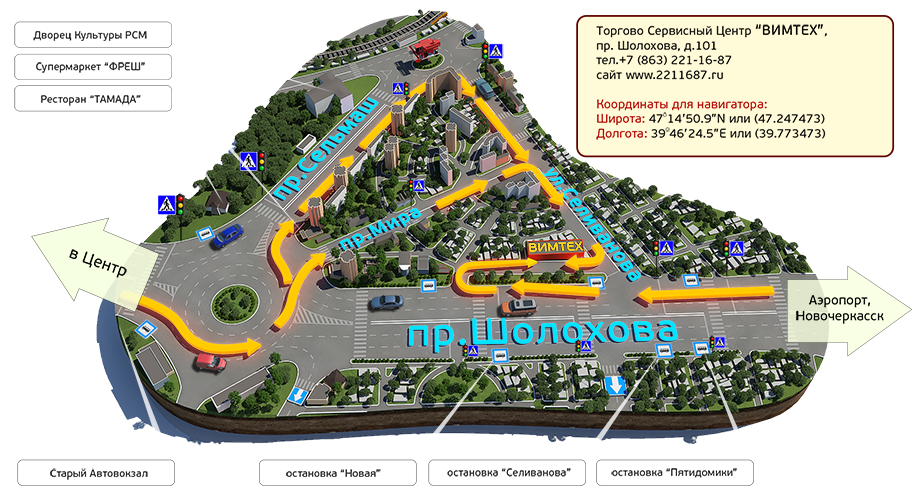 Дворец Культуры РСМ
Супермаркет "ФРЕШ"
Ресторан "ТАМАДА"
Торгово Сервисный Центр "ВИМТЕХ",
пр. Шолохова, д.101
тел.+7 (863) 221-16-87
сайт www.2211687.ru
Координаты для навигатора:
Широта: 47°14'50.9"N или (47.247473)
Долгота: 39°46'24.5"E или (39.773473)
пр.Сельмаш
пр.Мира
ул.Селиванова
ВИМТЕХ
в Центр
Аэропорт,
Новочеркасск
пр.Шолохова
Старый Автовокзал
остановка "Новая"
остановка "Селиванова"
остановка "Пятидомики"